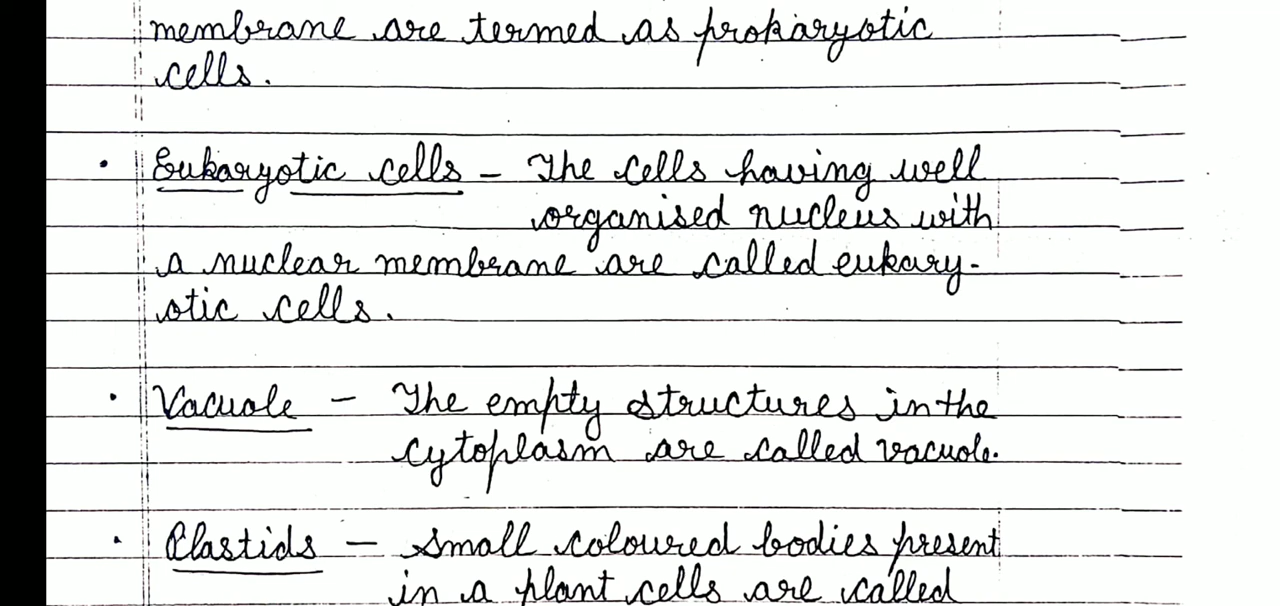 membrane are termed as prokaryotic
cells.
• Eukaryotic cells - The cells having well
organised nucleus with
a nuclear membrane are called eukary-
otic cells.
• Vacuole - The empty structures in the
cytoplasm are called vacuole.
• Plastids - Small coloured bodies present
in a plant cells are called